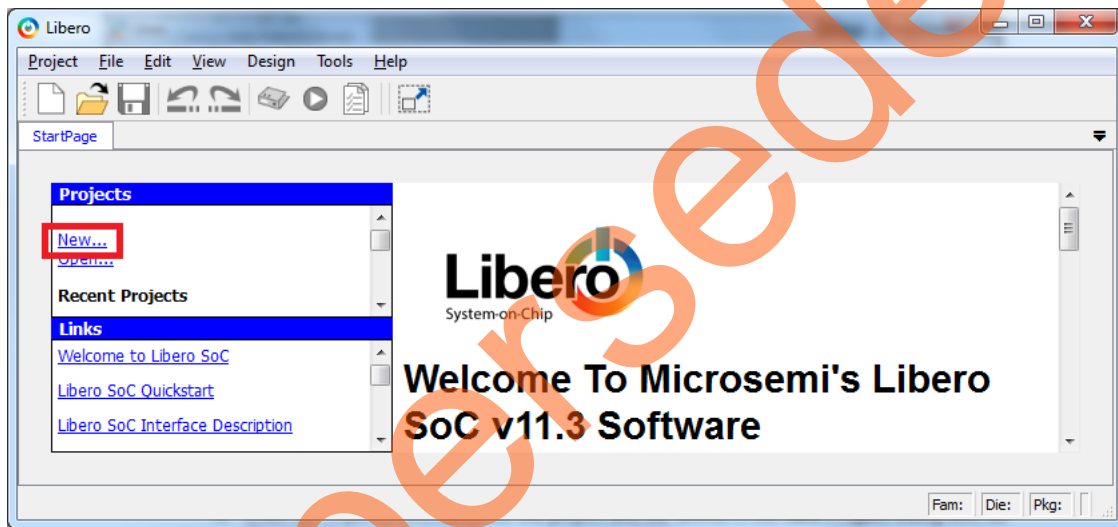 Libero
Project File Edit View Design Tools Help
StartPage
Projects
New...
Open...
Recent Projects
Links
Welcome to Libero SoC
Libero SoC Quickstart
Libero SoC Interface Description
Libero
System-on-Chip
Welcome To Microsemi's Libero
SoC v11.3 Software
Fam: Die: Pkg: